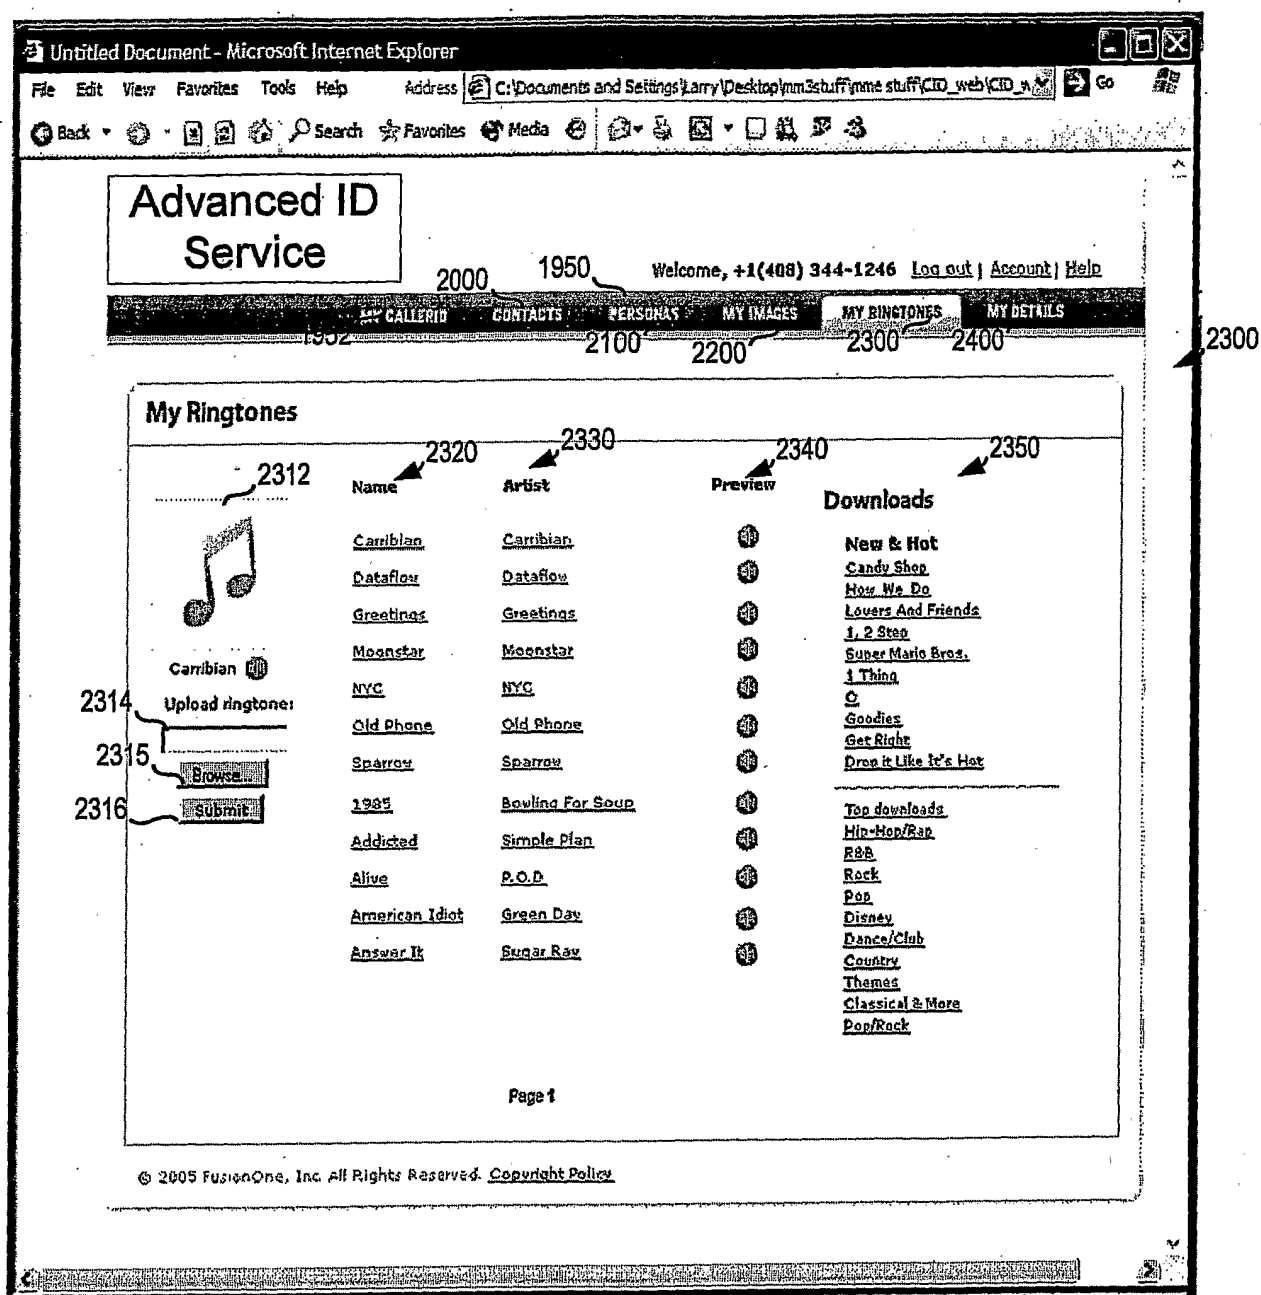 Untitled Document - Microsoft Internet Explorer
File Edit View Favorites Tools Help Address C:\Documents and Settings\Larry\Desktop\mm3stuff\mme stuff\CID_web\CID_ Go
Back Search Favorites Media
Advanced ID
Service
Welcome, +1(408) 344-1246 Log out | Account | Help
2000 1950
MY CALLERID CONTACTS PERSONAS MY IMAGES MY RINGTONES MY DETAILS
1952 2100 2200 2300 2400 2300
My Ringtones
2312 2320 2330 2340 2350
Name Artist Preview Downloads
Carribian Carribian
Dataflow Dataflow
Greetings Greetings
Moonstar Moonstar
NYC NYC
Old Phone Old Phone
Sparrow Sparrow
1985 Bowling For Soup
Addicted Simple Plan
Alive P.O.D.
American Idiot Green Day
Answer It Sugar Ray
Carribian
2314 Upload ringtone:
2315 Browse...
2316 Submit
New & Hot
Candy Shop
How We Do
Lovers And Friends
1, 2 Step
Super Mario Bros.
1 Thing
O
Goodies
Get Right
Drop it Like It's Hot
Top downloads
Hip-Hop/Rap
R&B
Rock
Pop
Disney
Dance/Club
Country
Themes
Classical & More
Pop/Rock
Page 1
© 2005 FusionOne, Inc. All Rights Reserved. Copyright Policy